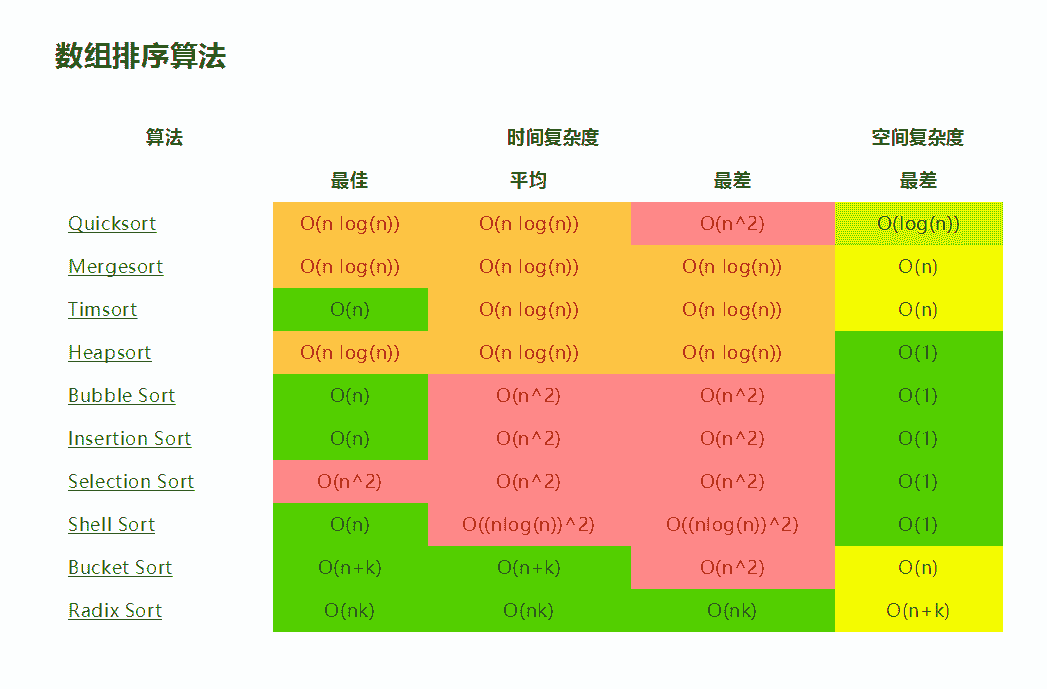 数组排序算法
算法 时间复杂度 空间复杂度
最佳 平均 最差 最差
Quicksort O(n log(n)) O(n log(n)) O(n^2) O(log(n))
Mergesort O(n log(n)) O(n log(n)) O(n log(n)) O(n)
Timsort O(n) O(n log(n)) O(n log(n)) O(n)
Heapsort O(n log(n)) O(n log(n)) O(n log(n)) O(1)
Bubble Sort O(n) O(n^2) O(n^2) O(1)
Insertion Sort O(n) O(n^2) O(n^2) O(1)
Selection Sort O(n^2) O(n^2) O(n^2) O(1)
Shell Sort O(n) O((nlog(n))^2) O((nlog(n))^2) O(1)
Bucket Sort O(n+k) O(n+k) O(n^2) O(n)
Radix Sort O(nk) O(nk) O(nk) O(n+k)